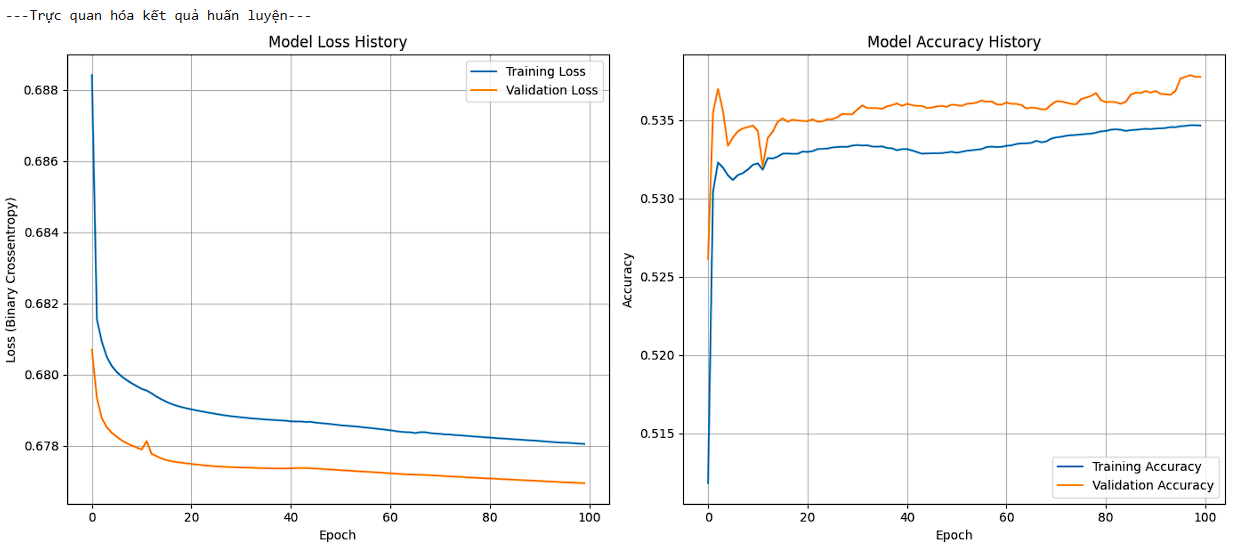 ---Trực quan hóa kết quả huấn luyện---
Model Loss History
Training Loss
Validation Loss
0.688
0.686
0.684
0.682
0.680
0.678
Loss (Binary Crossentropy)
0
20
40
60
80
100
Epoch
Model Accuracy History
0.535
0.530
0.525
0.520
0.515
Accuracy
Training Accuracy
Validation Accuracy
0
20
40
60
80
100
Epoch